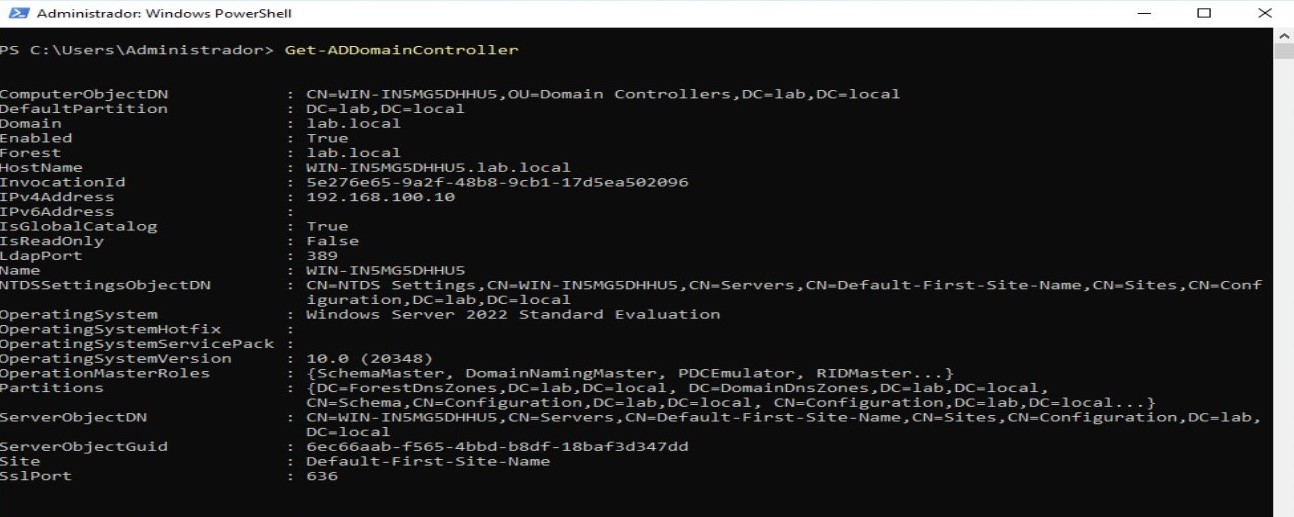 Administrador: Windows PowerShell
PS C:\Users\Administrador> Get-ADDomainController
ComputerObjectDN : CN=WIN-IN5MG5DHHU5,OU=Domain Controllers,DC=lab,DC=local
DefaultPartition : DC=lab,DC=local
Domain : lab.local
Enabled : True
Forest : lab.local
HostName : WIN-IN5MG5DHHU5.lab.local
InvocationId : 5e276e65-9a2f-48b8-9cb1-17d5ea502096
IPv4Address : 192.168.100.10
IPv6Address :
IsGlobalCatalog : True
IsReadOnly : False
LdapPort : 389
Name : WIN-IN5MG5DHHU5
NTDSSettingsObjectDN : CN=NTDS Settings,CN=WIN-IN5MG5DHHU5,CN=Servers,CN=Default-First-Site-Name,CN=Sites,CN=Conf
iguration,DC=lab,DC=local
OperatingSystem : Windows Server 2022 Standard Evaluation
OperatingSystemHotfix :
OperatingSystemServicePack :
OperatingSystemVersion : 10.0 (20348)
OperationMasterRoles : {SchemaMaster, DomainNamingMaster, PDCEmulator, RIDMaster...}
Partitions : {DC=ForestDnsZones,DC=lab,DC=local, DC=DomainDnsZones,DC=lab,DC=local,
CN=Schema,CN=Configuration,DC=lab,DC=local, CN=Configuration,DC=lab,DC=local...}
ServerObjectDN : CN=WIN-IN5MG5DHHU5,CN=Servers,CN=Default-First-Site-Name,CN=Sites,CN=Configuration,DC=lab,
DC=local
ServerObjectGuid : 6ec66aab-f565-4bbd-b8df-18baf3d347dd
Site : Default-First-Site-Name
SslPort : 636